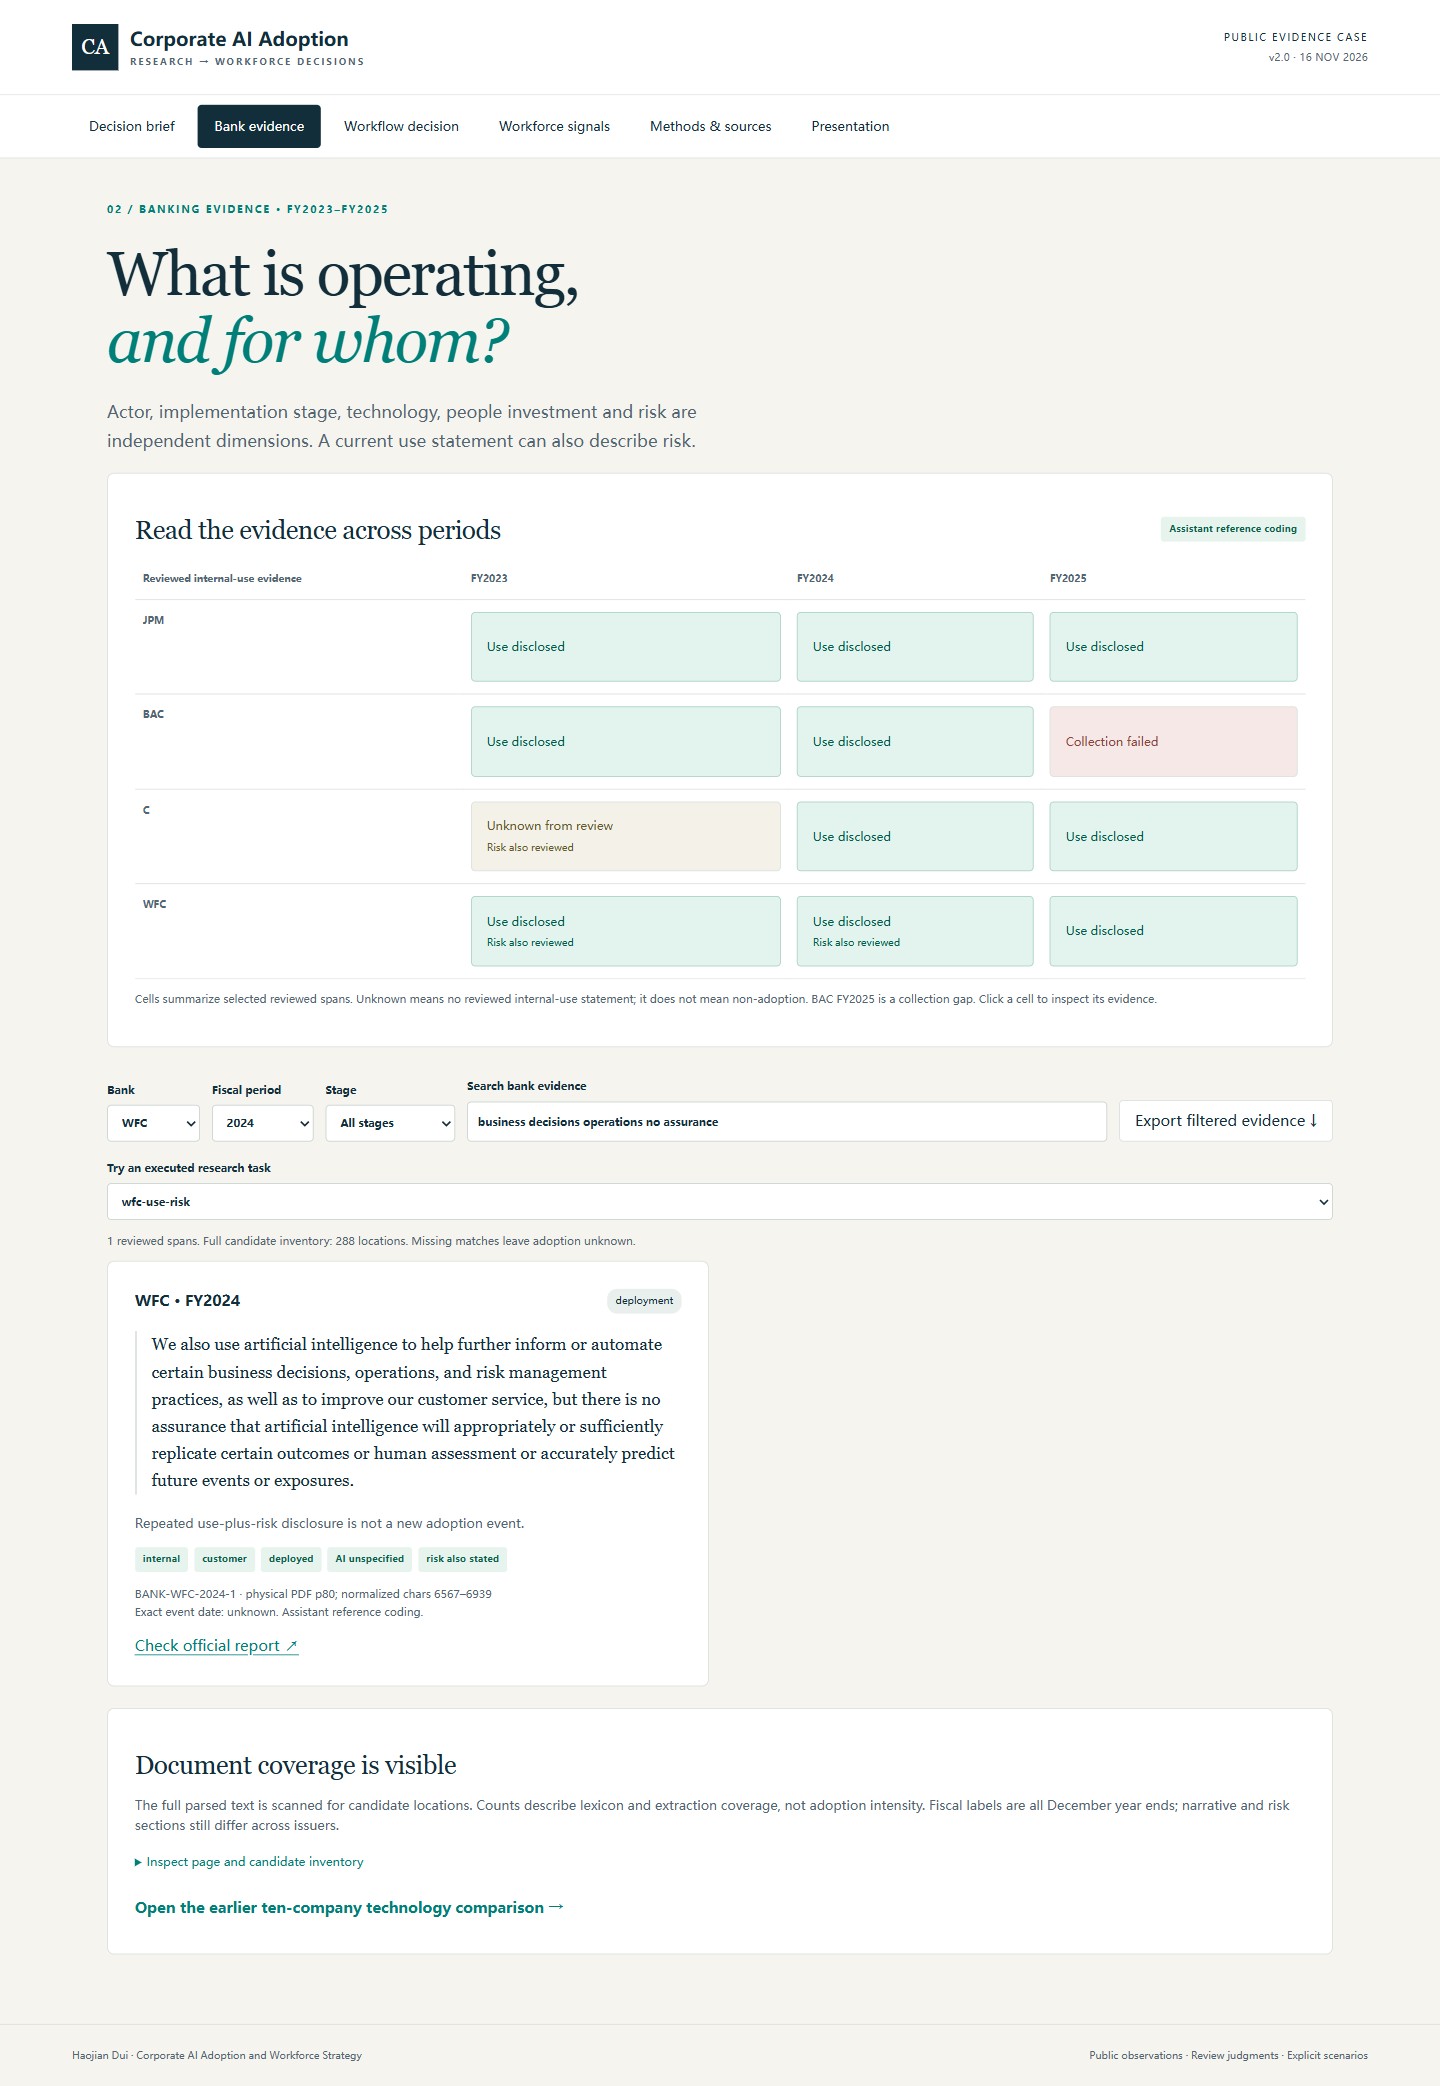 CA
Corporate AI Adoption
RESEARCH → WORKFORCE DECISIONS
PUBLIC EVIDENCE CASE
v2.0 · 16 NOV 2026
Decision brief
Bank evidence
Workflow decision
Workforce signals
Methods & sources
Presentation
02 / BANKING EVIDENCE • FY2023–FY2025
What is operating,
and for whom?
Actor, implementation stage, technology, people investment and risk are
independent dimensions. A current use statement can also describe risk.
Read the evidence across periods
Assistant reference coding
Reviewed internal-use evidence FY2023 FY2024 FY2025
JPM
Use disclosed Use disclosed Use disclosed
BAC
Use disclosed Use disclosed Collection failed
C
Unknown from review
Risk also reviewed
Use disclosed
Use disclosed
WFC
Use disclosed
Risk also reviewed
Use disclosed
Risk also reviewed
Use disclosed
Cells summarize selected reviewed spans. Unknown means no reviewed internal-use statement; it does not mean non-adoption. BAC FY2025 is a collection gap. Click a cell to inspect its evidence.
Bank
WFC
Fiscal period
2024
Stage
All stages
Search bank evidence
business decisions operations no assurance
Export filtered evidence ↓
Try an executed research task
wfc-use-risk
1 reviewed spans. Full candidate inventory: 288 locations. Missing matches leave adoption unknown.
WFC • FY2024
deployment
We also use artificial intelligence to help further inform or automate
certain business decisions, operations, and risk management
practices, as well as to improve our customer service, but there is no
assurance that artificial intelligence will appropriately or sufficiently
replicate certain outcomes or human assessment or accurately predict
future events or exposures.
Repeated use-plus-risk disclosure is not a new adoption event.
internal customer deployed AI unspecified risk also stated
BANK-WFC-2024-1 · physical PDF p80; normalized chars 6567–6939
Exact event date: unknown. Assistant reference coding.
Check official report ↗
Document coverage is visible
The full parsed text is scanned for candidate locations. Counts describe lexicon and extraction coverage, not adoption intensity. Fiscal labels are all December year ends; narrative and risk
sections still differ across issuers.
▶ Inspect page and candidate inventory
Open the earlier ten-company technology comparison →
Haojian Dui · Corporate AI Adoption and Workforce Strategy
Public observations · Review judgments · Explicit scenarios